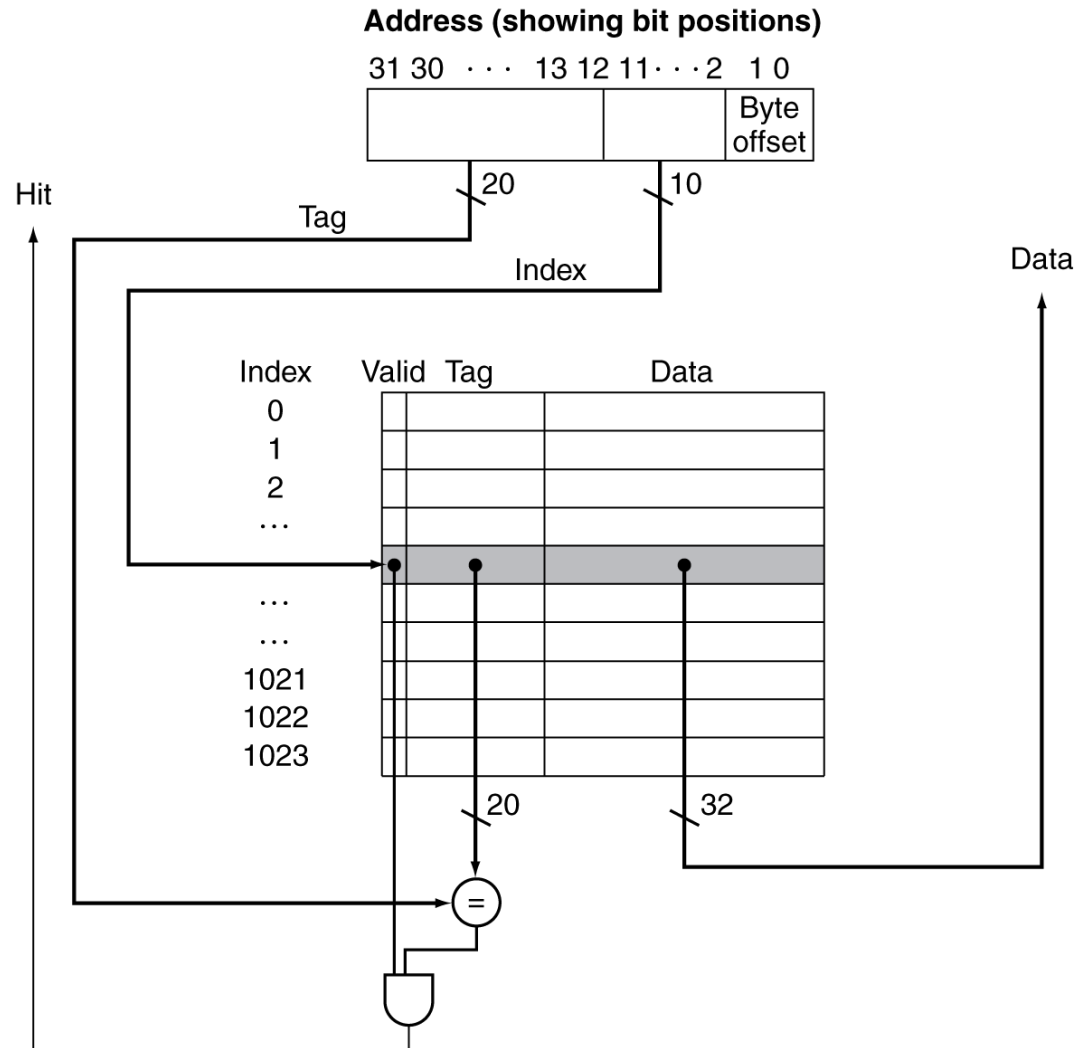 Address (showing bit positions)
31 30 · · · 13 12 11 · · · 2 1 0
Byte
offset
20
10
Hit
Tag
Index
Data
Index Valid Tag Data
0
1
2
...
...
...
1021
1022
1023
20
32
=